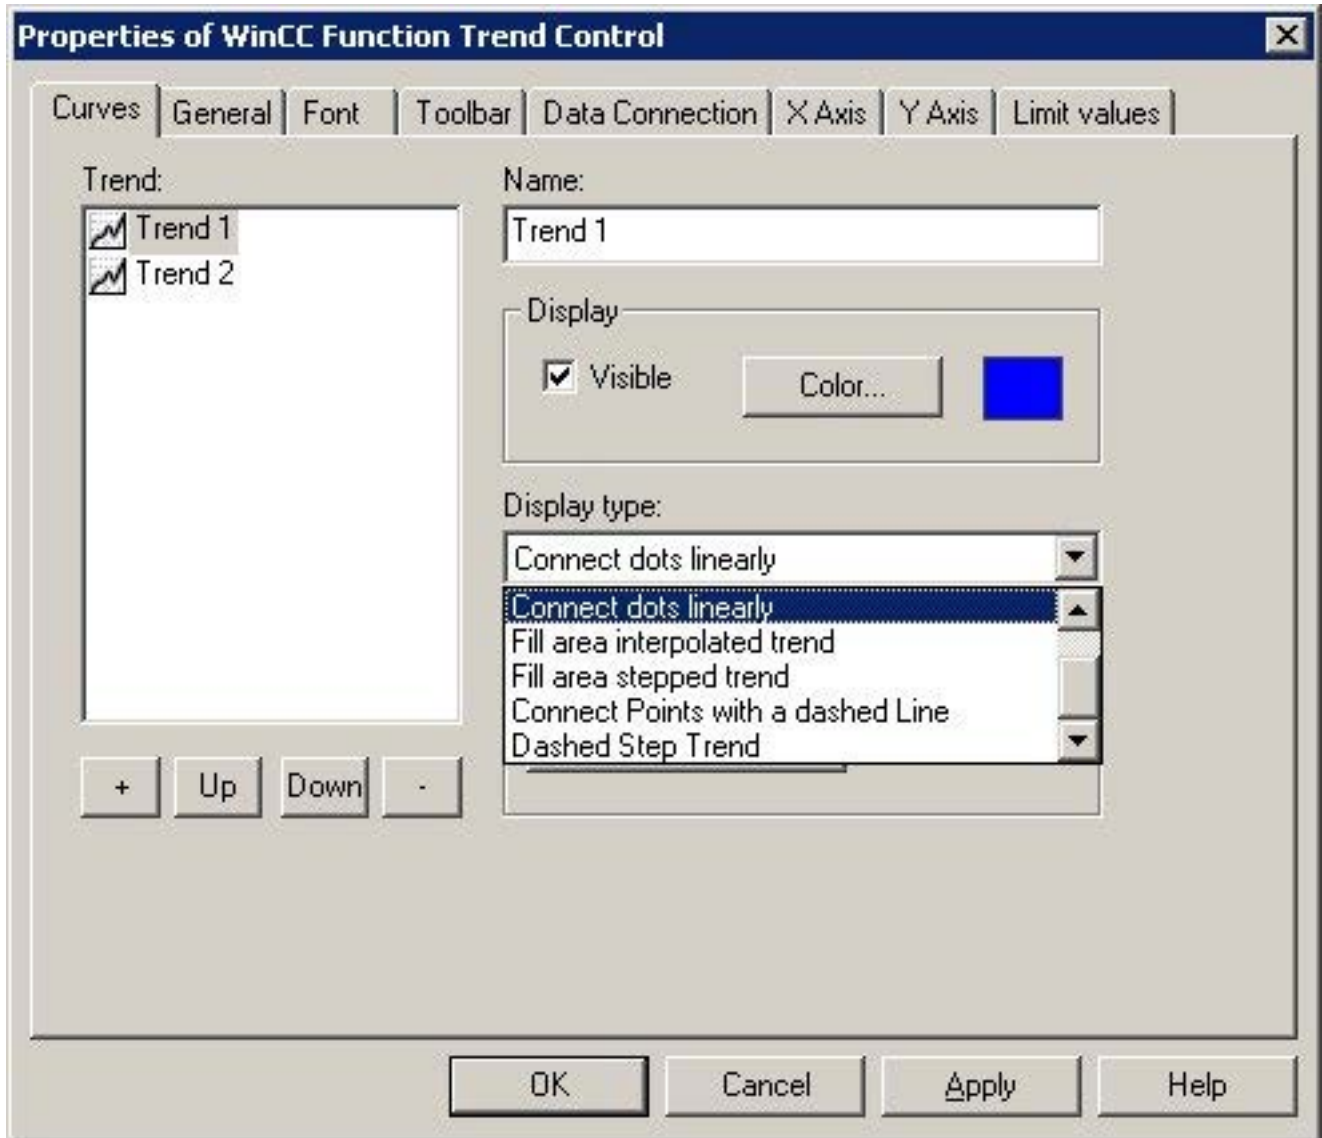 Properties of WinCC Function Trend Control
Curves General Font Toolbar Data Connection X Axis Y Axis Limit values
Trend:
Trend 1
Trend 2
+ Up Down -
Name:
Trend 1
Display
Visible
Color...
Display type:
Connect dots linearly
Connect dots linearly
Fill area interpolated trend
Fill area stepped trend
Connect Points with a dashed Line
Dashed Step Trend
OK Cancel Apply Help